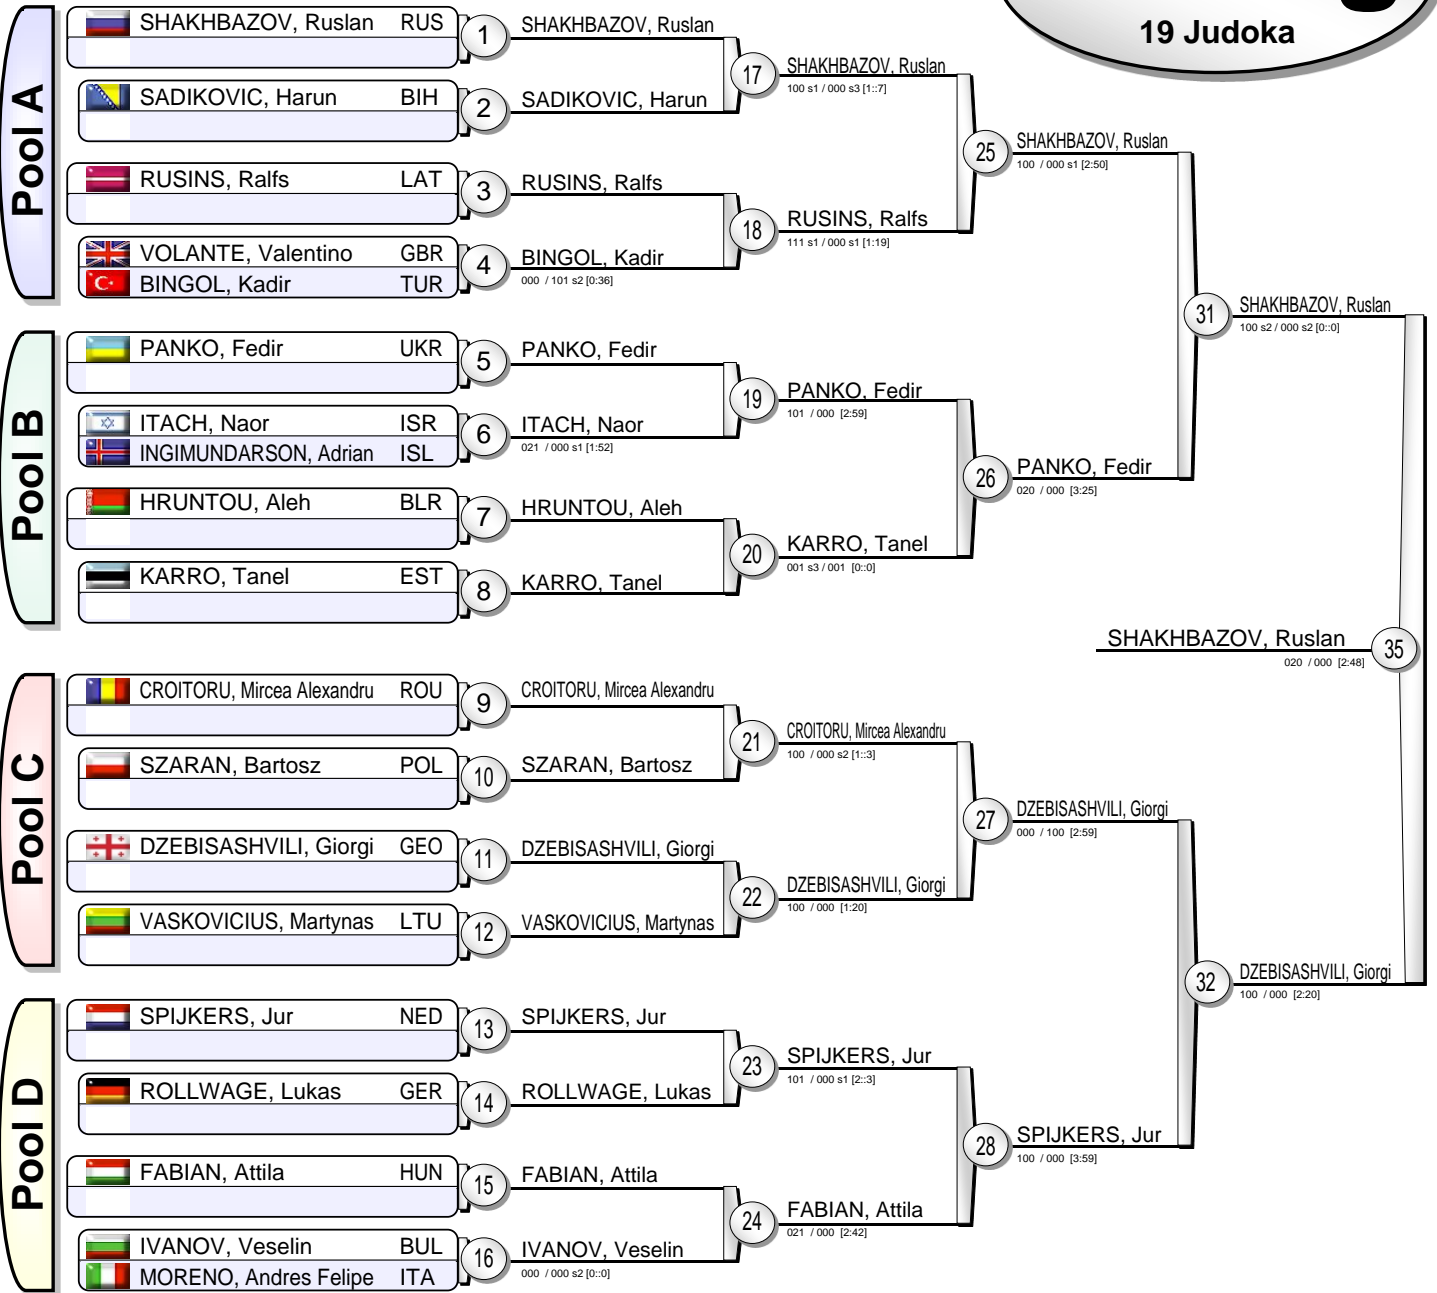 19 Judoka
Pool A
SHAKHBAZOV, Ruslan RUS
1
SHAKHBAZOV, Ruslan
SADIKOVIC, Harun BIH
2
SADIKOVIC, Harun
17
SHAKHBAZOV, Ruslan
100 s1 / 000 s3 [1::7]
RUSINS, Ralfs LAT
3
RUSINS, Ralfs
VOLANTE, Valentino GBR
BINGOL, Kadir TUR
4
BINGOL, Kadir
000 / 101 s2 [0:36]
18
RUSINS, Ralfs
111 s1 / 000 s1 [1:19]
25
SHAKHBAZOV, Ruslan
100 / 000 s1 [2:50]
Pool B
PANKO, Fedir UKR
5
PANKO, Fedir
ITACH, Naor ISR
INGIMUNDARSON, Adrian ISL
6
ITACH, Naor
021 / 000 s1 [1:52]
19
PANKO, Fedir
101 / 000 [2:59]
HRUNTOU, Aleh BLR
7
HRUNTOU, Aleh
KARRO, Tanel EST
8
KARRO, Tanel
20
KARRO, Tanel
001 s3 / 001 [0::0]
26
PANKO, Fedir
020 / 000 [3:25]
31
SHAKHBAZOV, Ruslan
100 s2 / 000 s2 [0::0]
SHAKHBAZOV, Ruslan
020 / 000 [2:48]
35
Pool C
CROITORU, Mircea Alexandru ROU
9
CROITORU, Mircea Alexandru
SZARAN, Bartosz POL
10
SZARAN, Bartosz
21
CROITORU, Mircea Alexandru
100 / 000 s2 [1::3]
DZEBISASHVILI, Giorgi GEO
11
DZEBISASHVILI, Giorgi
VASKOVICIUS, Martynas LTU
12
VASKOVICIUS, Martynas
22
DZEBISASHVILI, Giorgi
100 / 000 [1:20]
27
DZEBISASHVILI, Giorgi
000 / 100 [2:59]
Pool D
SPIJKERS, Jur NED
13
SPIJKERS, Jur
ROLLWAGE, Lukas GER
14
ROLLWAGE, Lukas
23
SPIJKERS, Jur
101 / 000 s1 [2::3]
FABIAN, Attila HUN
15
FABIAN, Attila
IVANOV, Veselin BUL
MORENO, Andres Felipe ITA
16
IVANOV, Veselin
000 / 000 s2 [0::0]
24
FABIAN, Attila
021 / 000 [2:42]
28
SPIJKERS, Jur
100 / 000 [3:59]
32
DZEBISASHVILI, Giorgi
100 / 000 [2:20]